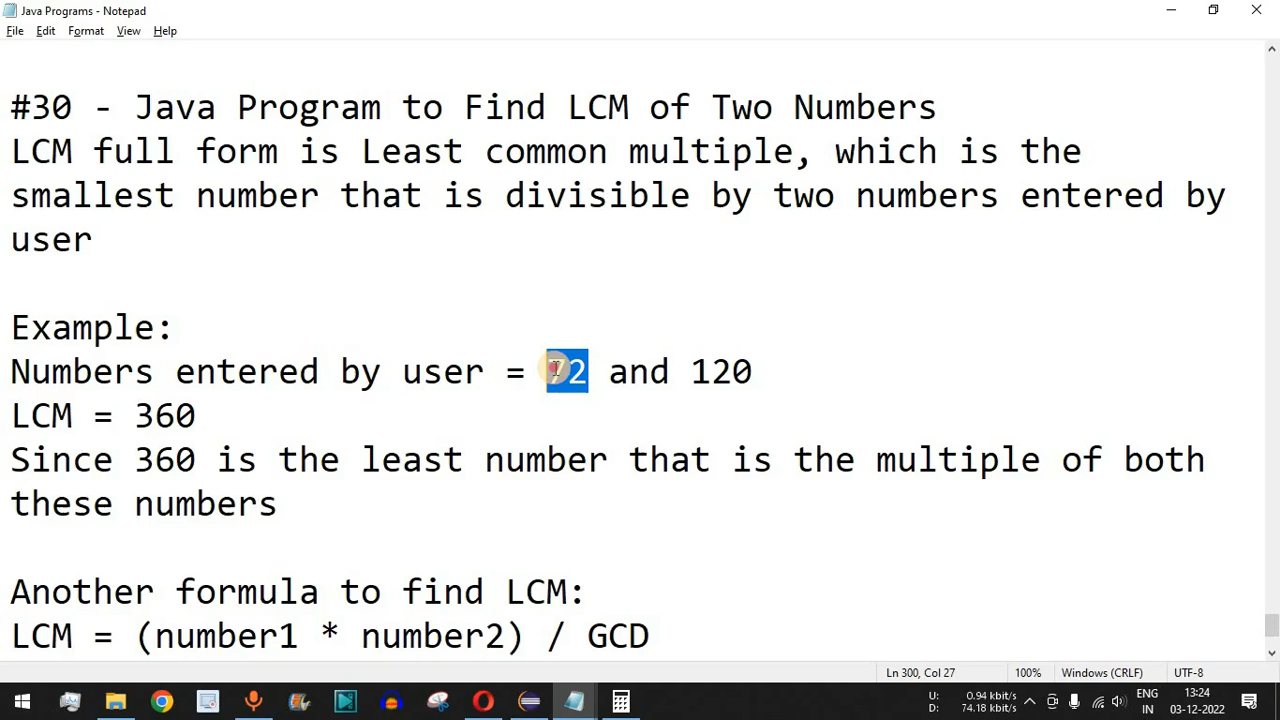 Java Programs - Notepad
File Edit Format View Help
#30 - Java Program to Find LCM of Two Numbers
LCM full form is Least common multiple, which is the
smallest number that is divisible by two numbers entered by
user
Example:
Numbers entered by user = 72 and 120
LCM = 360
Since 360 is the least number that is the multiple of both
these numbers
Another formula to find LCM:
LCM = (number1 * number2) / GCD
Ln 300, Col 27 100% Windows (CRLF) UTF-8
U: 0.94 kbit/s ENG 13:24
D: 74.18 kbit/s IN 03-12-2022